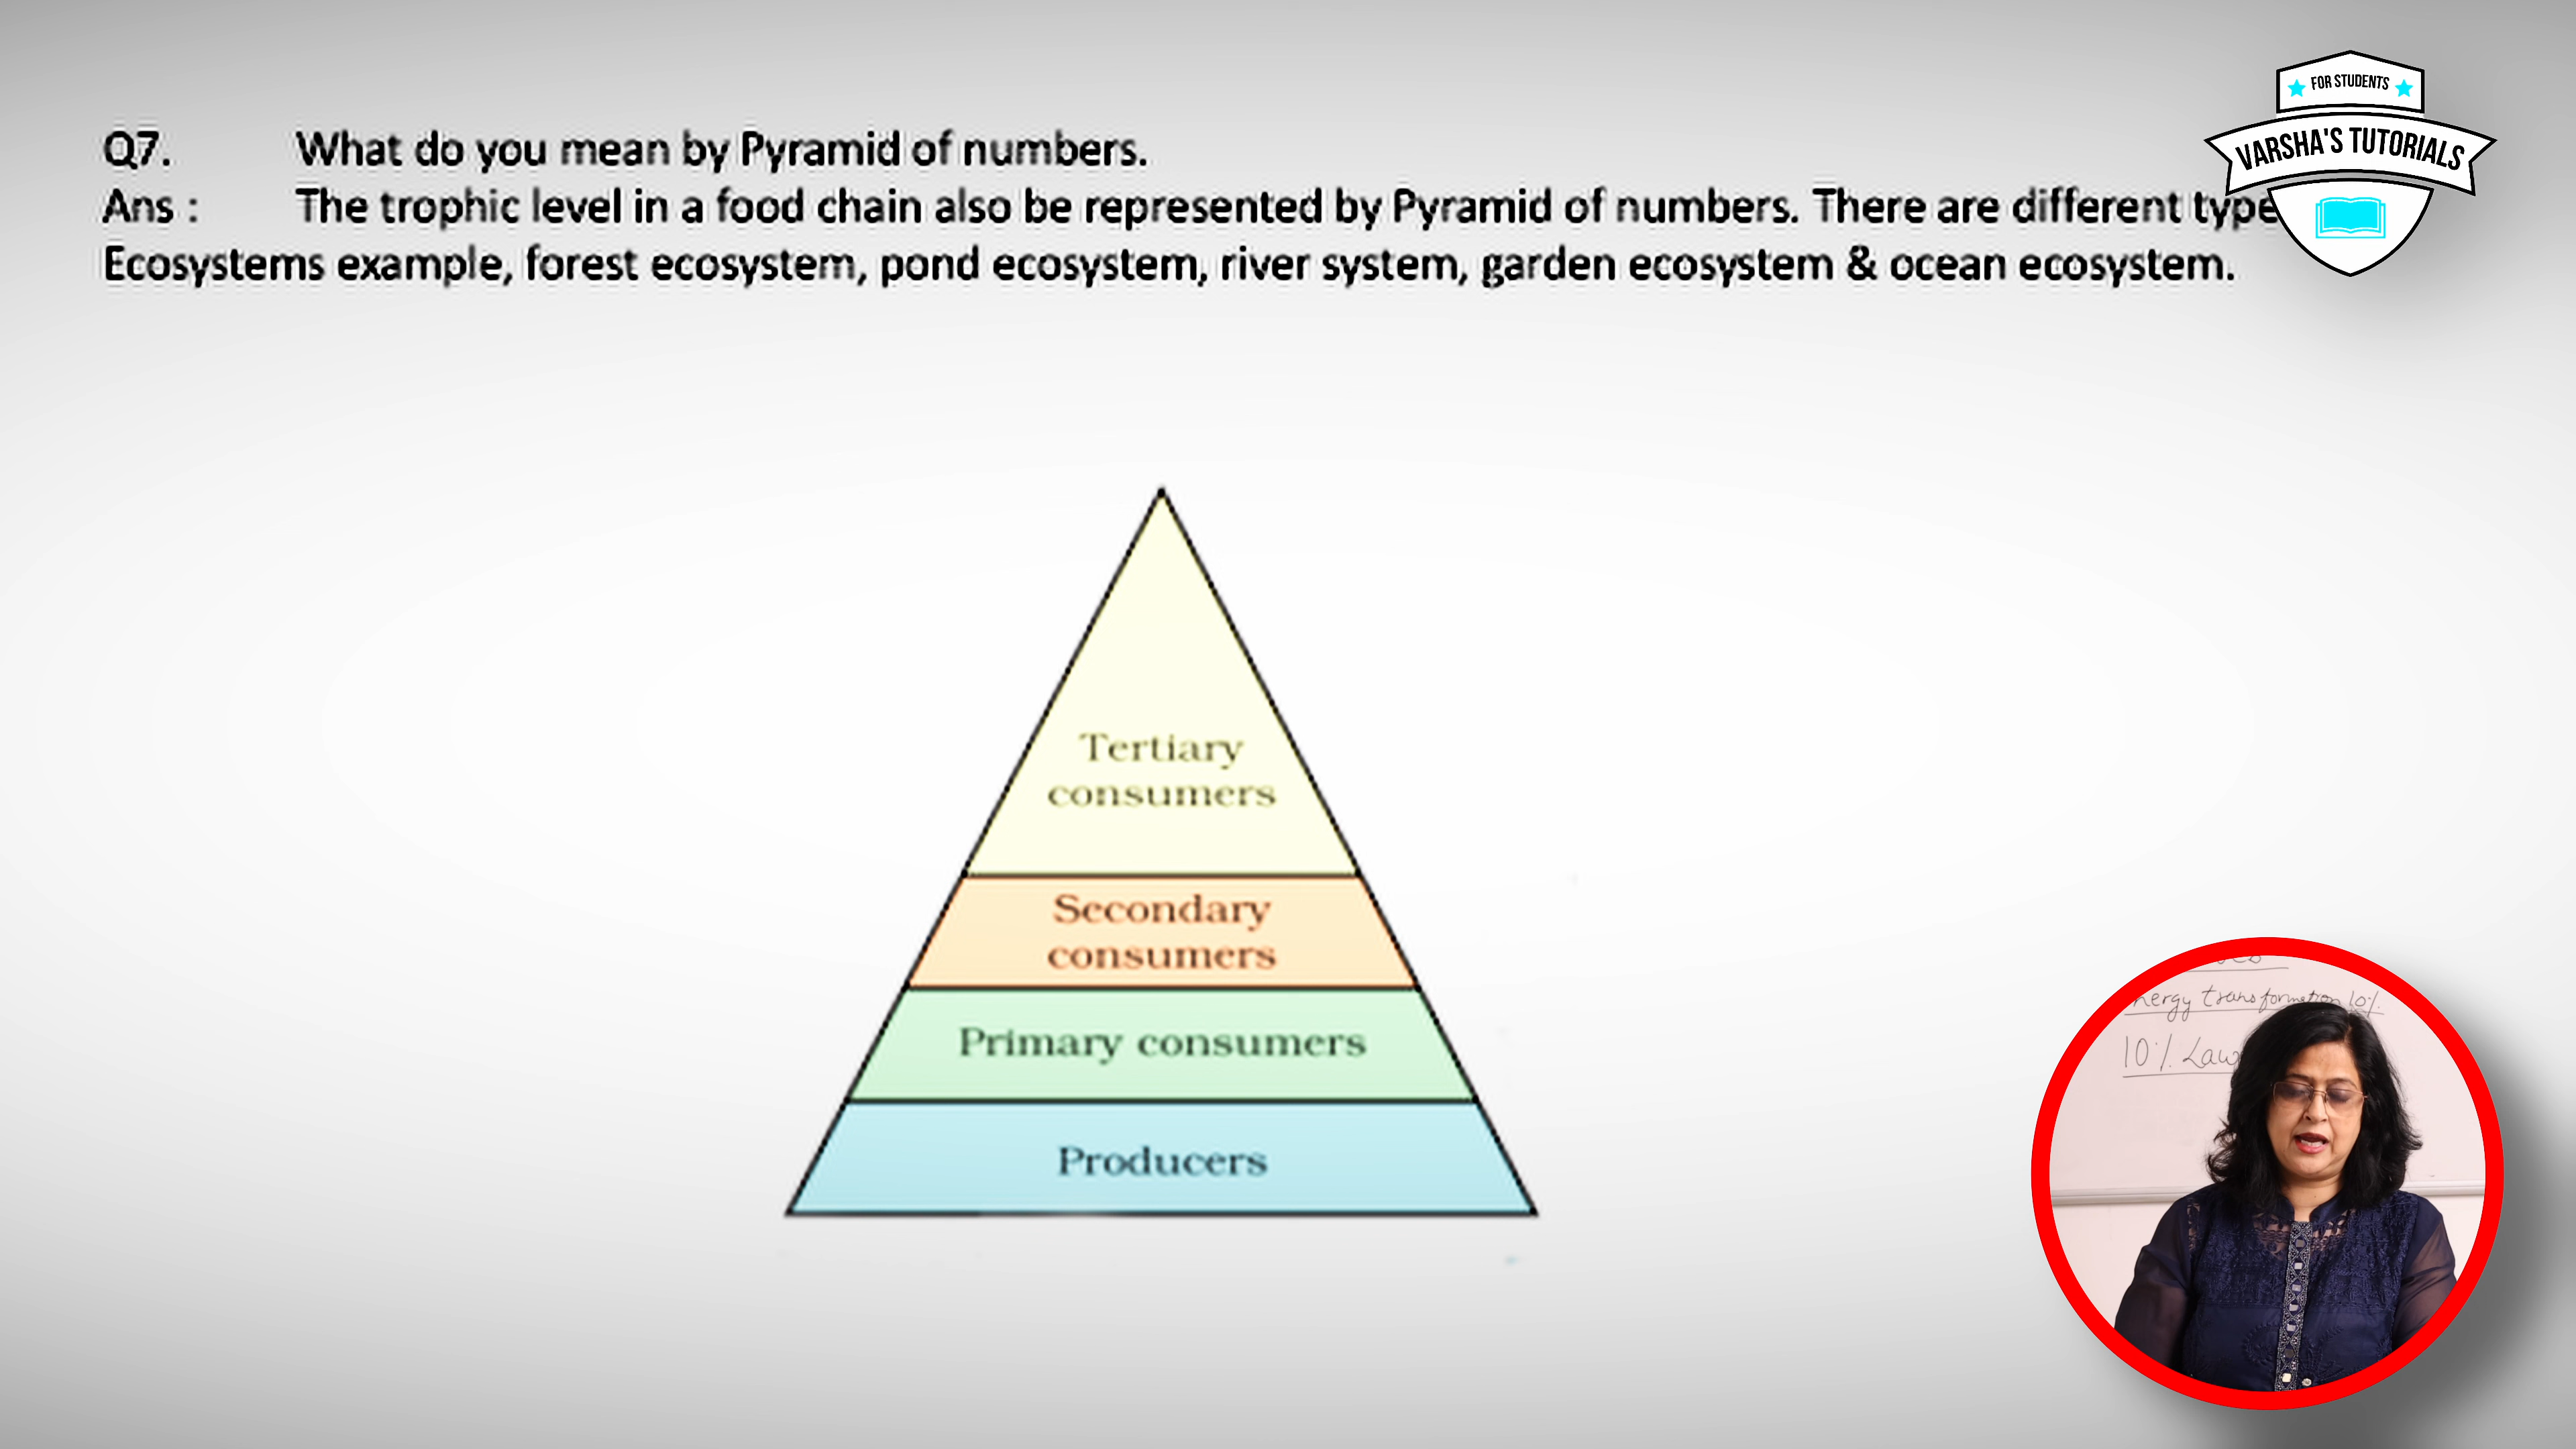 FOR STUDENTS
VARSHA'S TUTORIALS
Q7. What do you mean by Pyramid of numbers.
Ans : The trophic level in a food chain also be represented by Pyramid of numbers. There are different type
Ecosystems example, forest ecosystem, pond ecosystem, river system, garden ecosystem & ocean ecosystem.
Tertiary
consumers
Secondary
consumers
Primary consumers
Producers
transformation 10%
10% Law